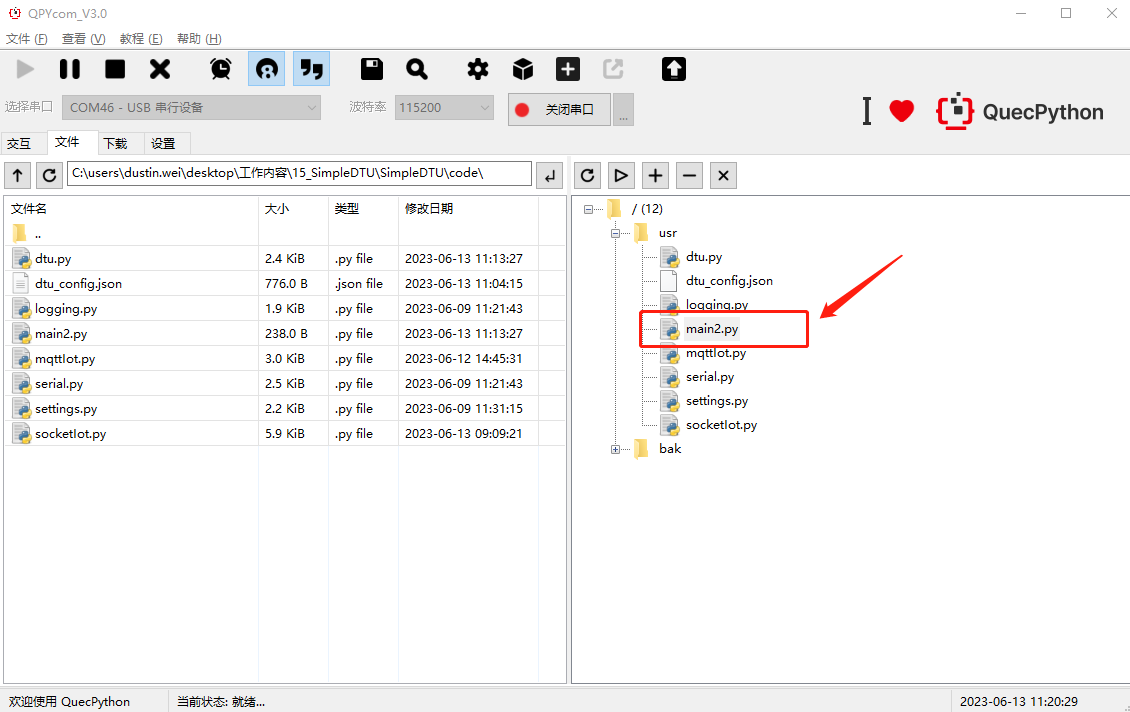 QPYcom_V3.0
文件 (F) 查看 (V) 教程 (E) 帮助 (H)
选择串口 COM46 - USB 串行设备 波特率 115200 关闭串口 ... I QuecPython
交互 文件 下载 设置
C:\users\dustin.wei\desktop\工作内容\15_SimpleDTU\SimpleDTU\code\
文件名 大小 类型 修改日期
..
dtu.py 2.4 KiB .py file 2023-06-13 11:13:27
dtu_config.json 776.0 B .json file 2023-06-13 11:04:15
logging.py 1.9 KiB .py file 2023-06-09 11:21:43
main2.py 238.0 B .py file 2023-06-13 11:13:27
mqttIot.py 3.0 KiB .py file 2023-06-12 14:45:31
serial.py 2.5 KiB .py file 2023-06-09 11:21:43
settings.py 2.2 KiB .py file 2023-06-09 11:31:15
socketIot.py 5.9 KiB .py file 2023-06-13 09:09:21
/ (12)
usr
dtu.py
dtu_config.json
logging.py
main2.py
mqttIot.py
serial.py
settings.py
socketIot.py
bak
欢迎使用 QuecPython 当前状态: 就绪... 2023-06-13 11:20:29